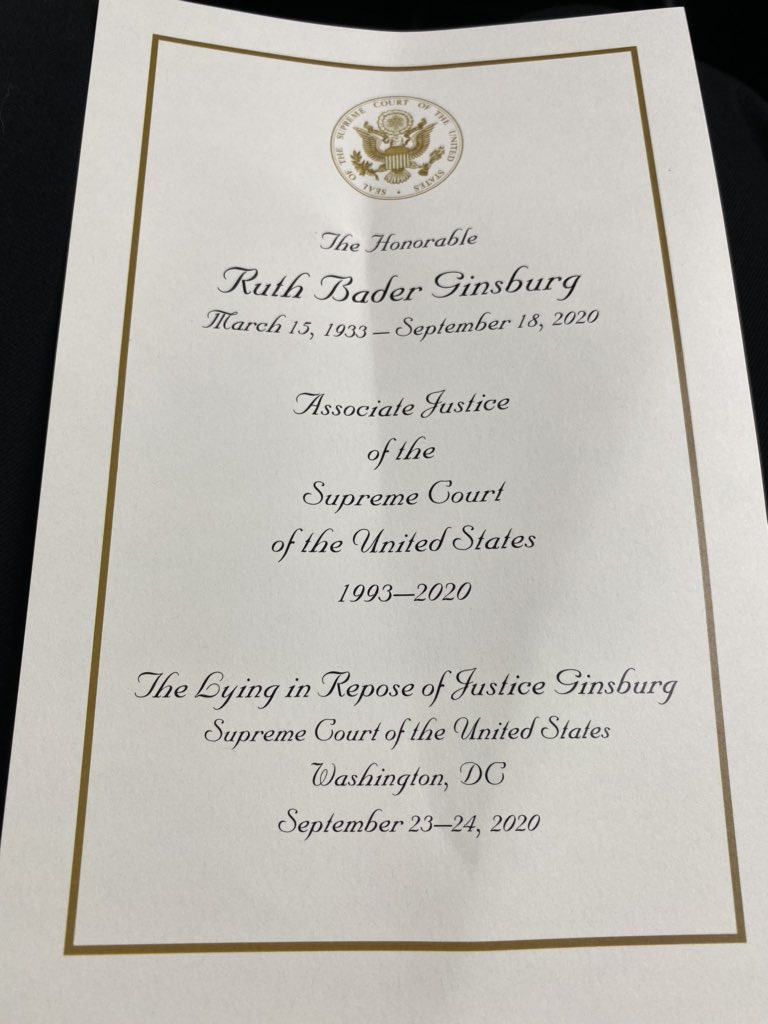 SEAL OF THE SUPREME COURT OF THE UNITED STATES
The Honorable
Ruth Bader Ginsburg
March 15, 1933 – September 18, 2020
Associate Justice
of the
Supreme Court
of the United States
1993–2020
The Lying in Repose of Justice Ginsburg
Supreme Court of the United States
Washington, DC
September 23–24, 2020